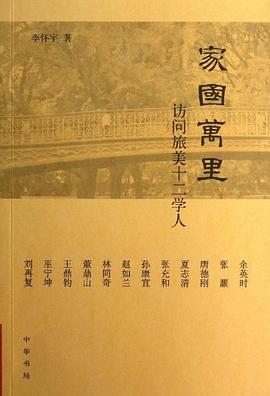 李怀宇 著
家國萬里
访问旅美十二学人
余英时
张灏
唐德刚
夏志清
张充和
孙康宜
赵如兰
林同奇
董鼎山
王鼎钧
巫宁坤
刘再复
中华书局